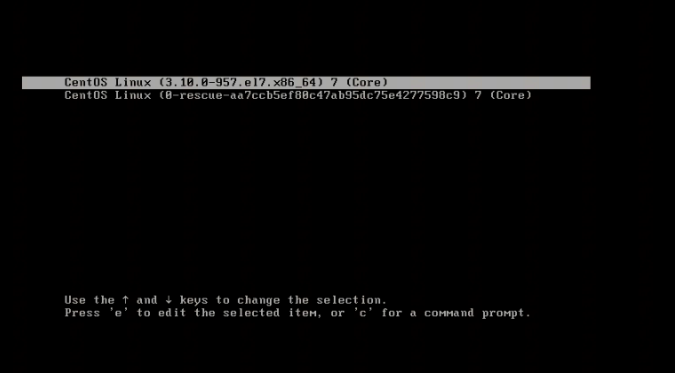 CentOS Linux (3.10.0-957.el7.x86_64) 7 (Core)
CentOS Linux (0-rescue-aa7ccb5ef80c47ab95dc75e4277598c9) 7 (Core)
Use the ↑ and ↓ keys to change the selection.
Press 'e' to edit the selected item, or 'c' for a command prompt.